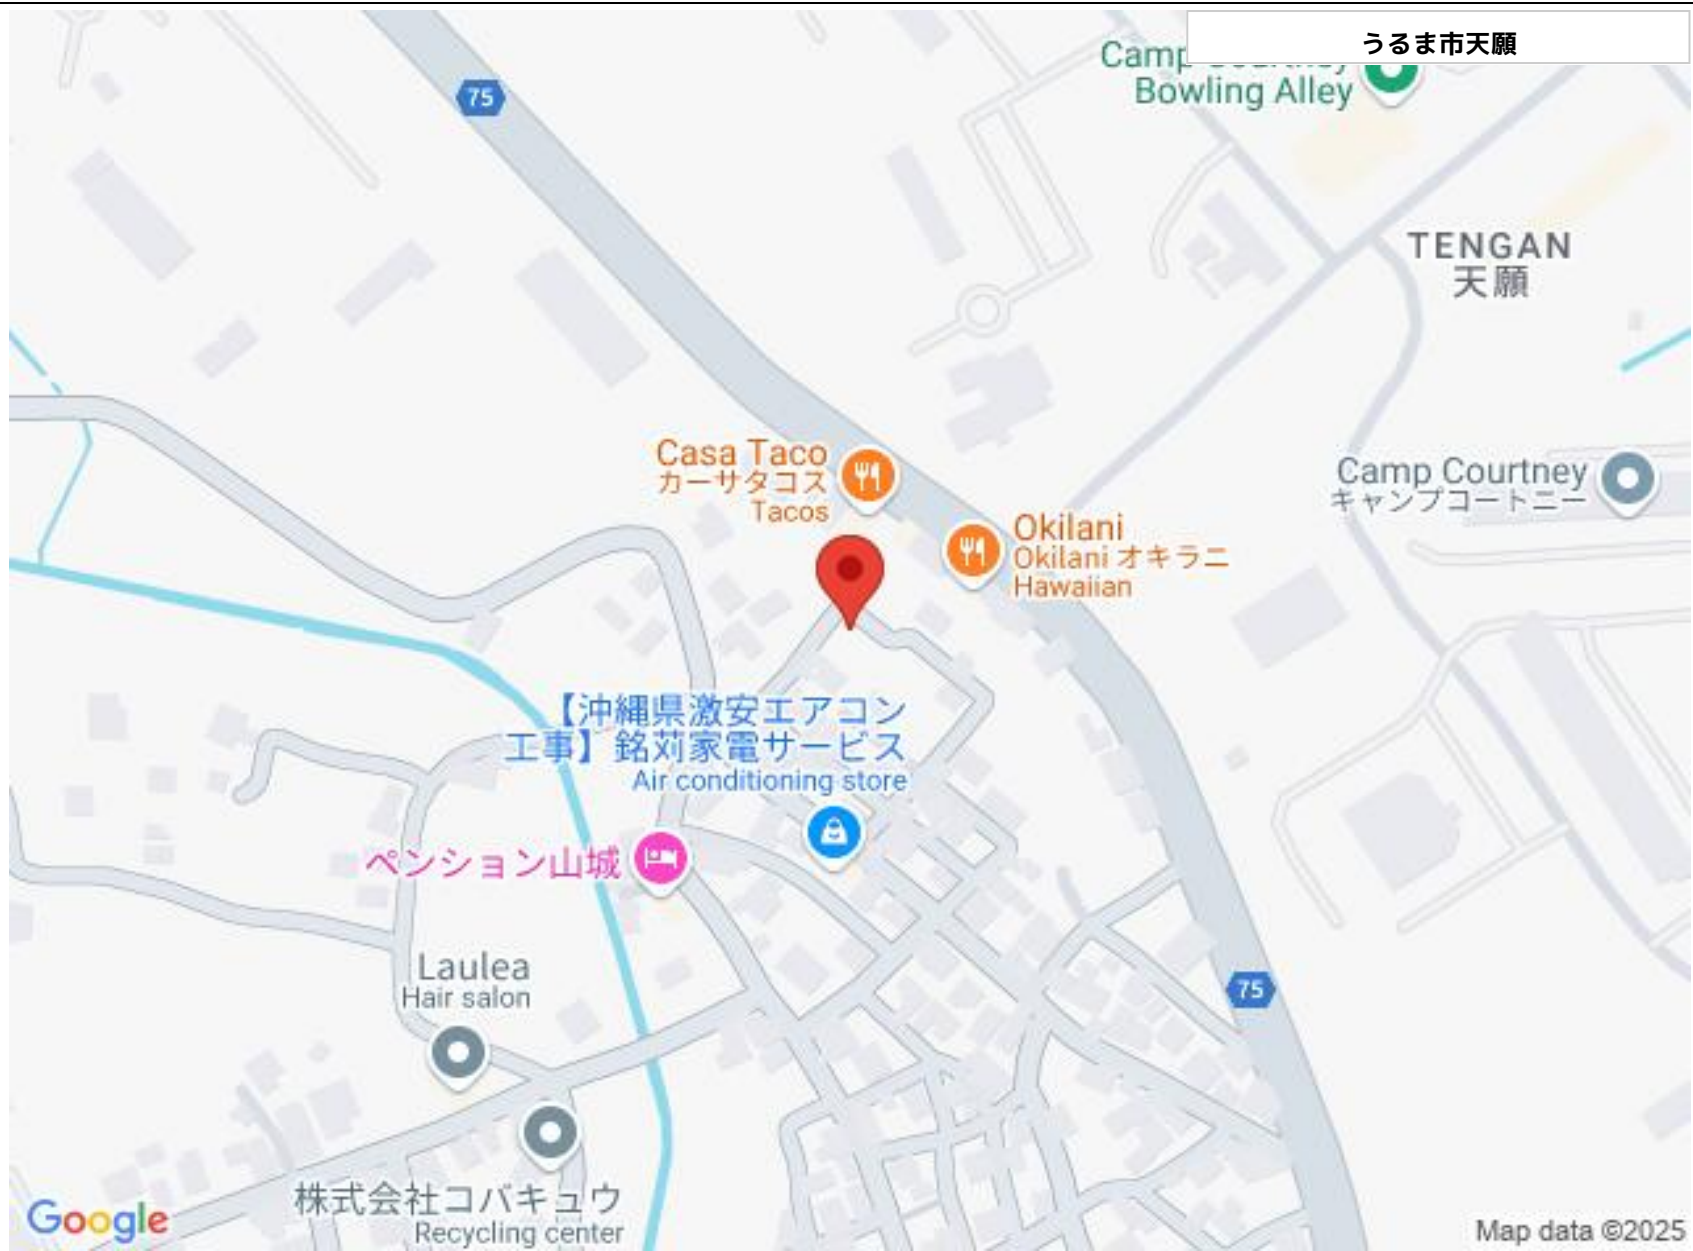 うるま市天願
75
Bowling Alley
TENGAN
天願
Casa Taco
カーサタコス
Tacos
Camp Courtney
キャンプコートニー
Okilani
Okilani オキラニ
Hawaiian
【沖縄県激安エアコン
工事】銘苅家電サービス
Air conditioning store
ペンション山城
Laulea
Hair salon
75
株式会社コバキュウ
Recycling center
Google
Map data ©2025